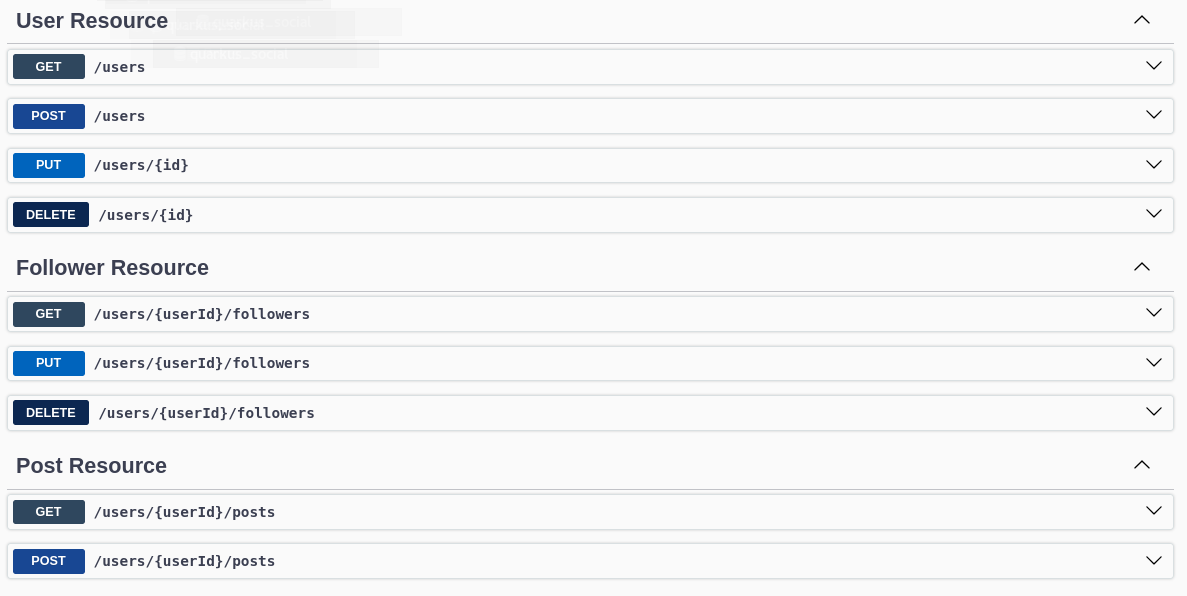 User Resource
GET /users
POST /users
PUT /users/{id}
DELETE /users/{id}
Follower Resource
GET /users/{userId}/followers
PUT /users/{userId}/followers
DELETE /users/{userId}/followers
Post Resource
GET /users/{userId}/posts
POST /users/{userId}/posts